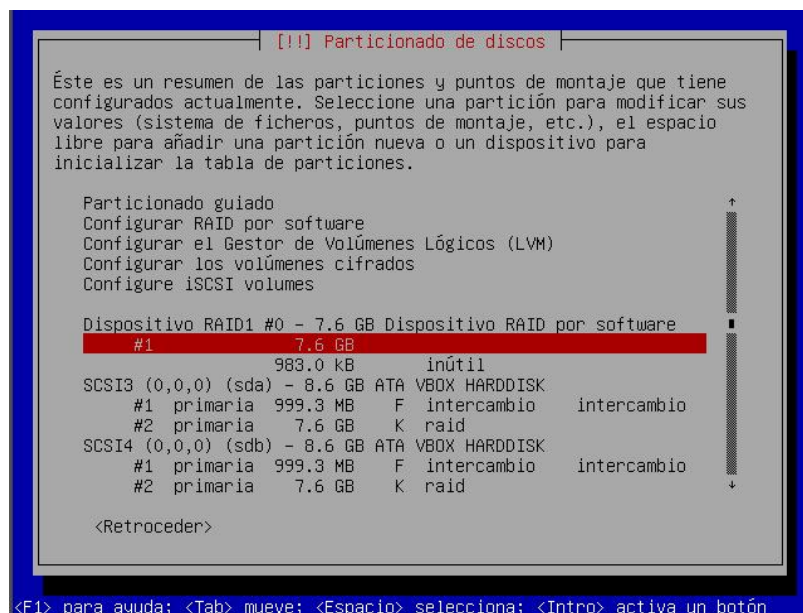 [!!] Particionado de discos
Éste es un resumen de las particiones y puntos de montaje que tiene
configurados actualmente. Seleccione una partición para modificar sus
valores (sistema de ficheros, puntos de montaje, etc.), el espacio
libre para añadir una partición nueva o un dispositivo para
inicializar la tabla de particiones.
Particionado guiado
Configurar RAID por software
Configurar el Gestor de Volúmenes Lógicos (LVM)
Configurar los volúmenes cifrados
Configure iSCSI volumes
Dispositivo RAID1 #0 - 7.6 GB Dispositivo RAID por software
#1 7.6 GB
983.0 kB inútil
SCSI3 (0,0,0) (sda) - 8.6 GB ATA VBOX HARDDISK
#1 primaria 999.3 MB F intercambio intercambio
#2 primaria 7.6 GB K raid
SCSI4 (0,0,0) (sdb) - 8.6 GB ATA VBOX HARDDISK
#1 primaria 999.3 MB F intercambio intercambio
#2 primaria 7.6 GB K raid
<Retroceder>
<F1> para ayuda; <Tab> mueve; <Espacio> selecciona; <Intro> activa un botón